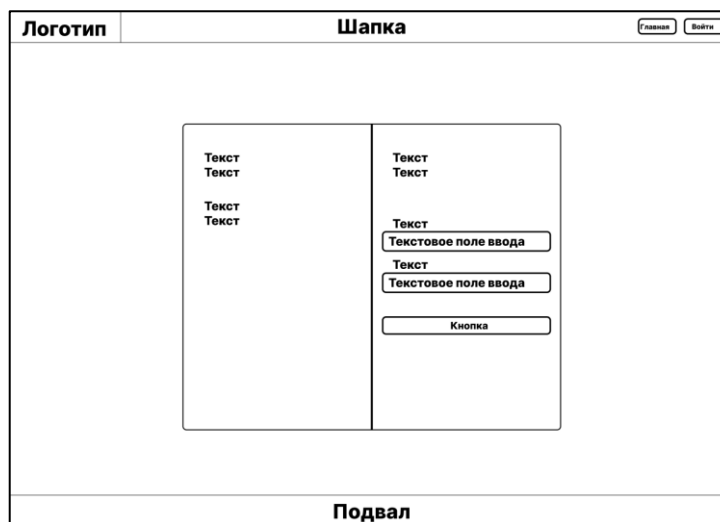 Логотип
Шапка
Главная
Войти
Текст
Текст
Текст
Текст
Текст
Текст
Текст
Текстовое поле ввода
Текст
Текстовое поле ввода
Кнопка
Подвал